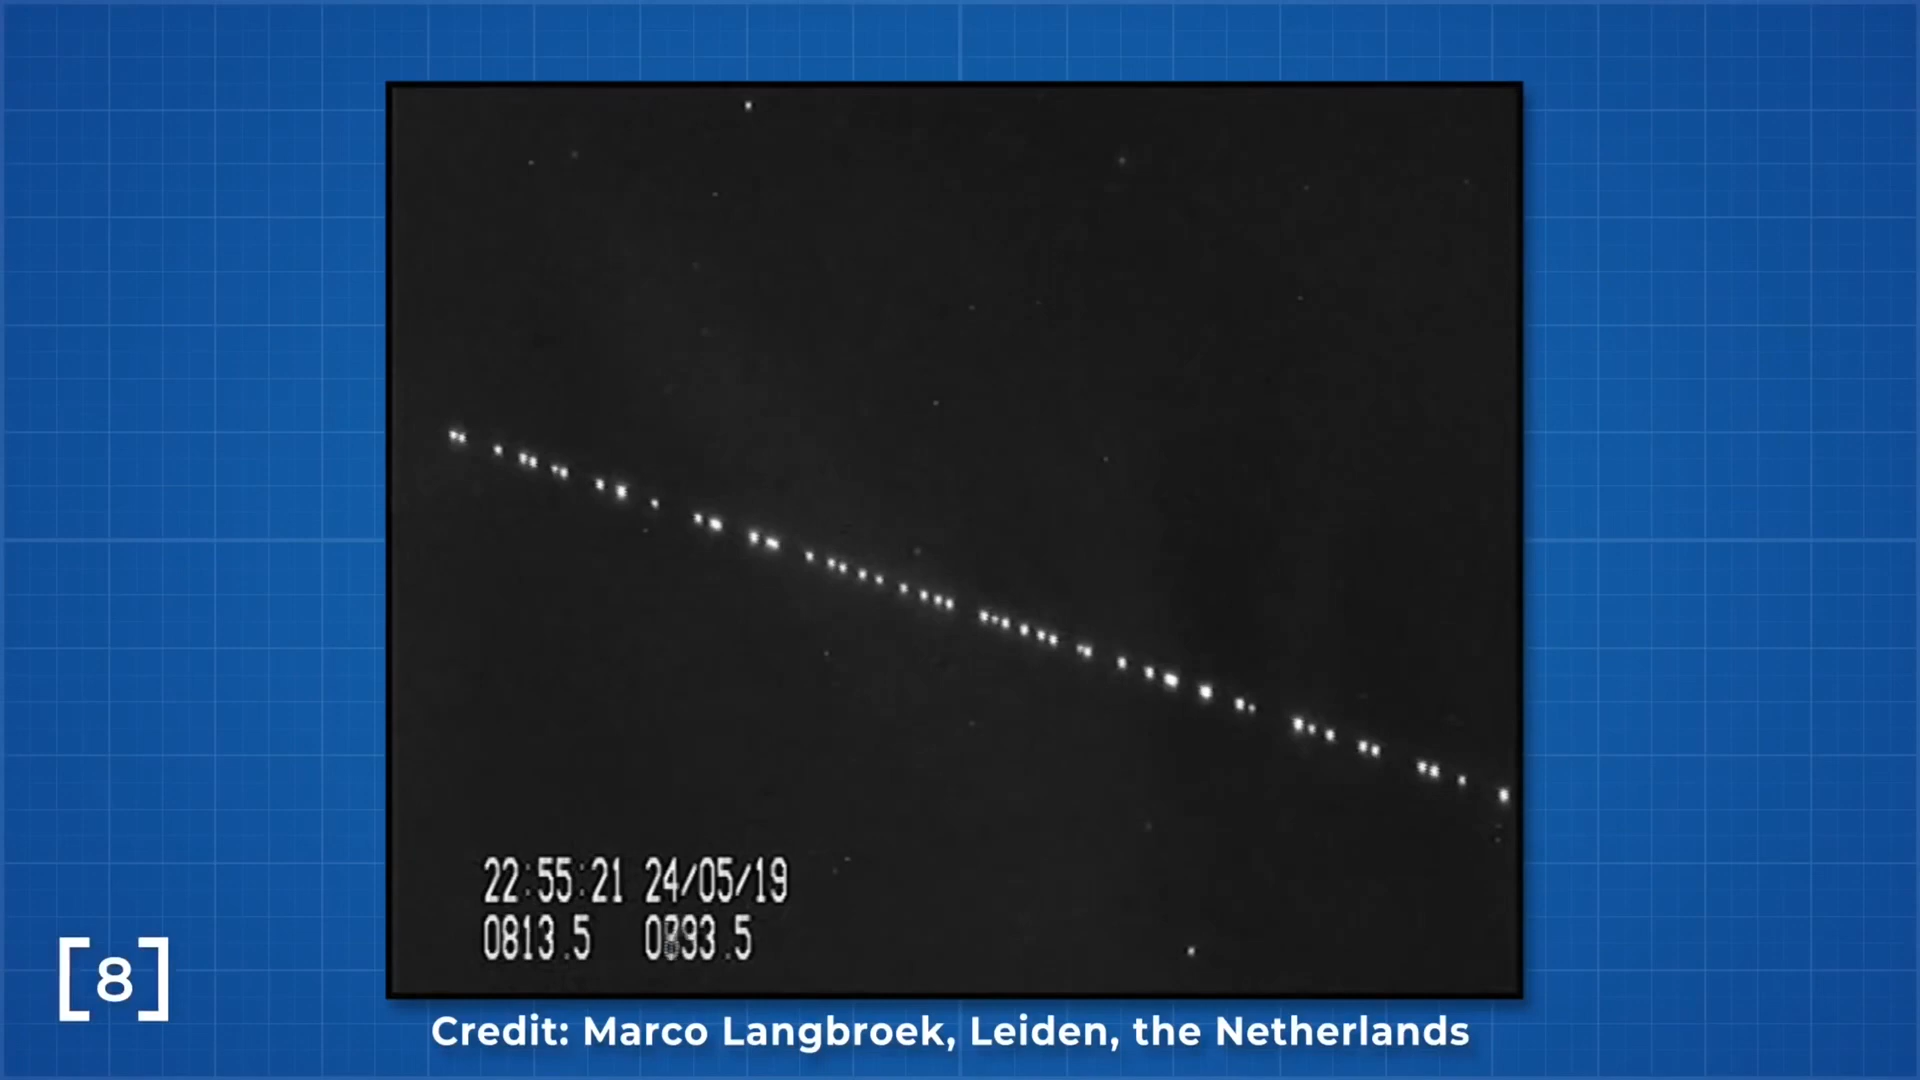 22:55:21 24/05/19
0813.5
[8]
Credit: Marco Langbroek, Leiden, the Netherlands